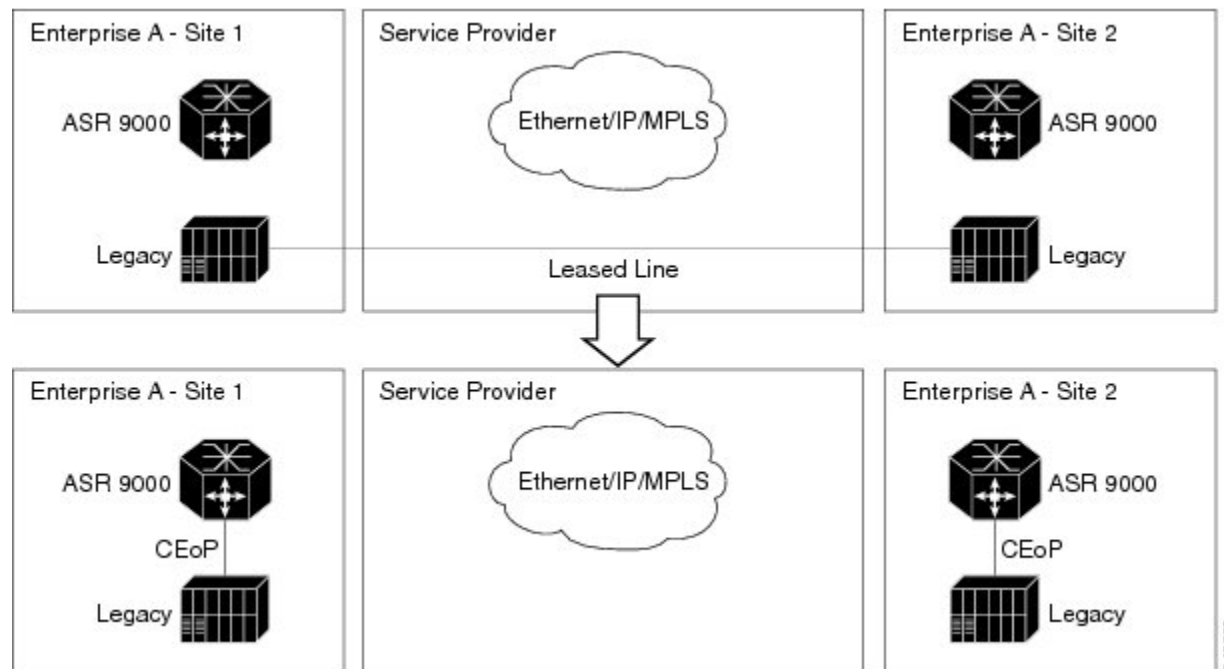 Enterprise A - Site 1
ASR 9000
Legacy
Service Provider
Ethernet/IP/MPLS
Leased Line
Enterprise A - Site 2
ASR 9000
Legacy
Enterprise A - Site 1
ASR 9000
CEoP
Legacy
Service Provider
Ethernet/IP/MPLS
Enterprise A - Site 2
ASR 9000
CEoP
Legacy